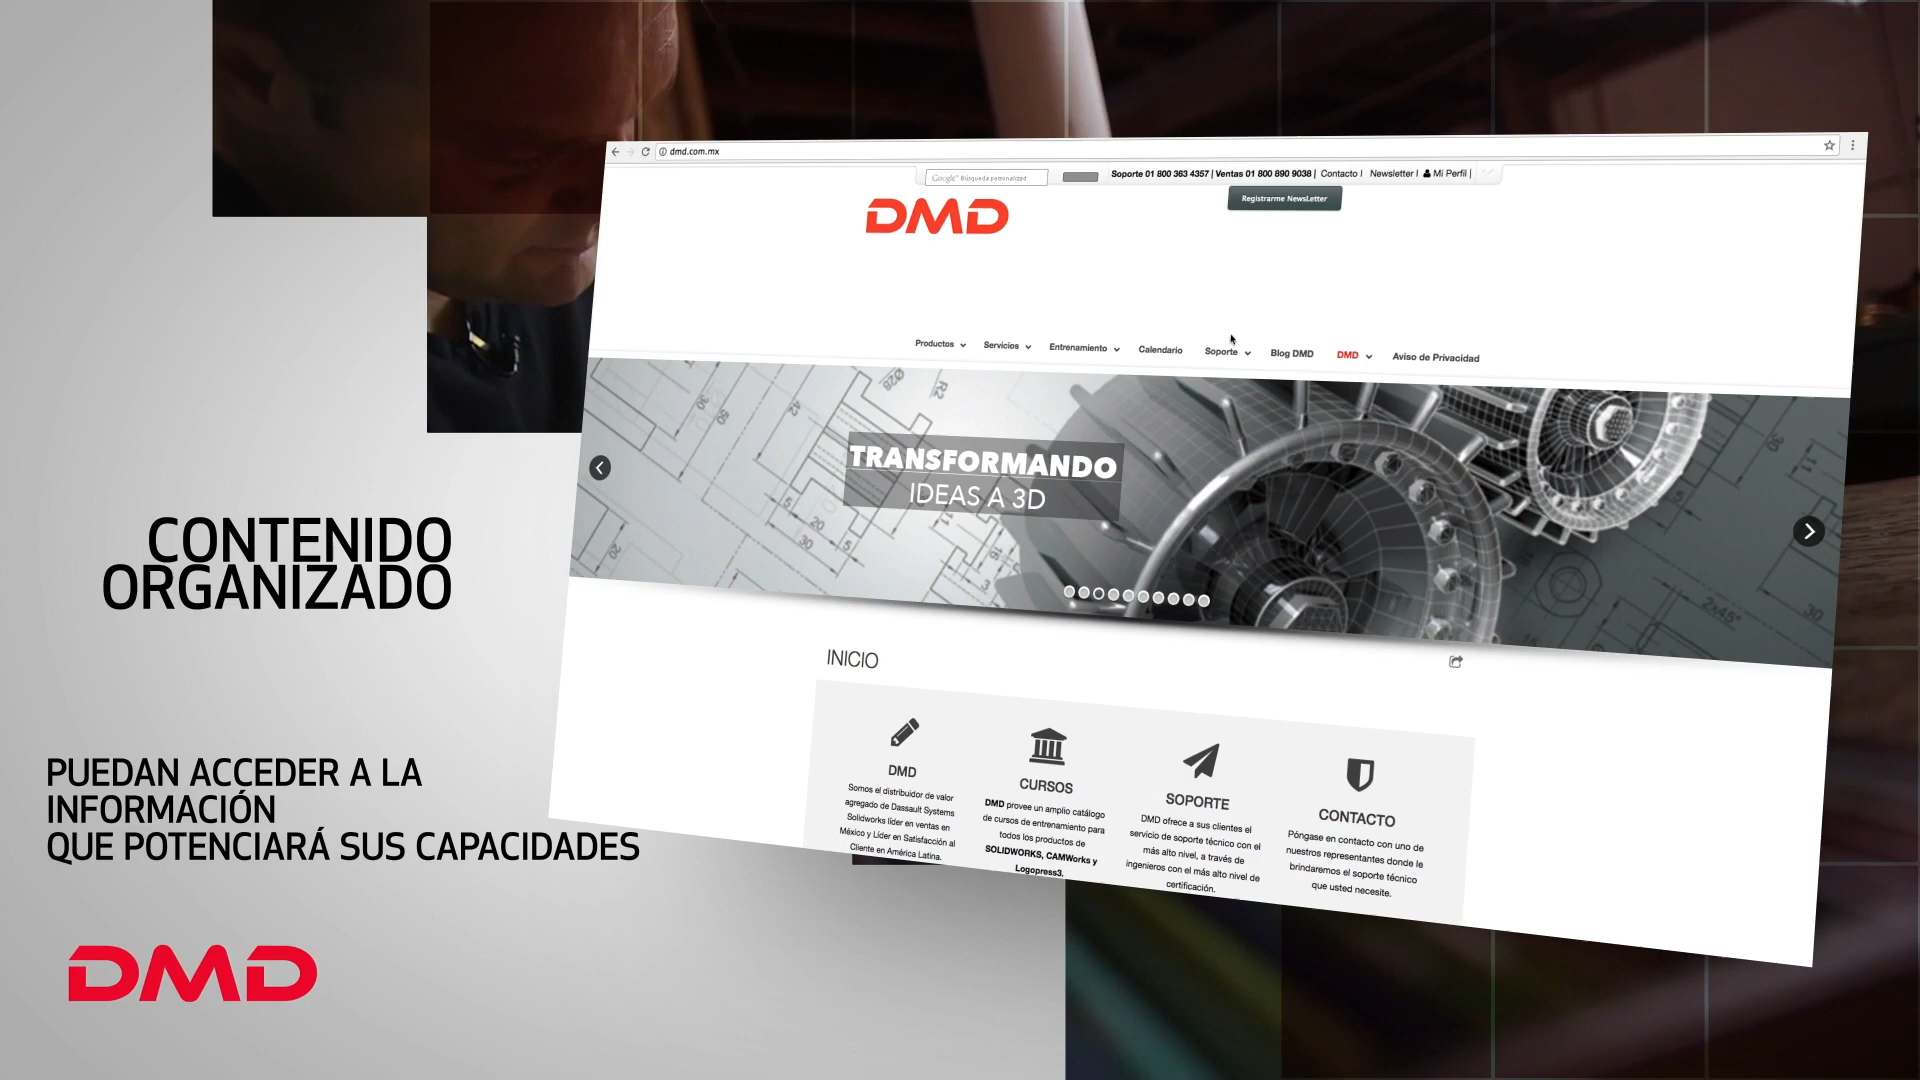 dmd.com.mx
Google™ Búsqueda personalizad
Soporte 01 800 363 4357 | Ventas 01 800 890 9038 | Contacto I Newsletter I Mi Perfil |
Registrarme NewsLetter
DMD
Productos Servicios Entrenamiento Calendario Soporte Blog DMD DMD Aviso de Privacidad
TRANSFORMANDO
IDEAS A 3D
CONTENIDO
ORGANIZADO
PUEDAN ACCEDER A LA
INFORMACIÓN
QUE POTENCIARÁ SUS CAPACIDADES
DMD
INICIO
DMD
Somos el distribuidor de valor
agregado de Dassault Systems
Solidworks líder en ventas en
México y Líder en Satisfacción al
Cliente en América Latina.
CURSOS
DMD provee un amplio catálogo
de cursos de entrenamiento para
todos los productos de
SOLIDWORKS, CAMWorks y
Logopress3.
SOPORTE
DMD ofrece a sus clientes el
servicio de soporte técnico con el
más alto nivel, a través de
ingenieros con el más alto nivel de
certificación.
CONTACTO
Póngase en contacto con uno de
nuestros representantes donde le
brindaremos el soporte técnico
que usted necesite.